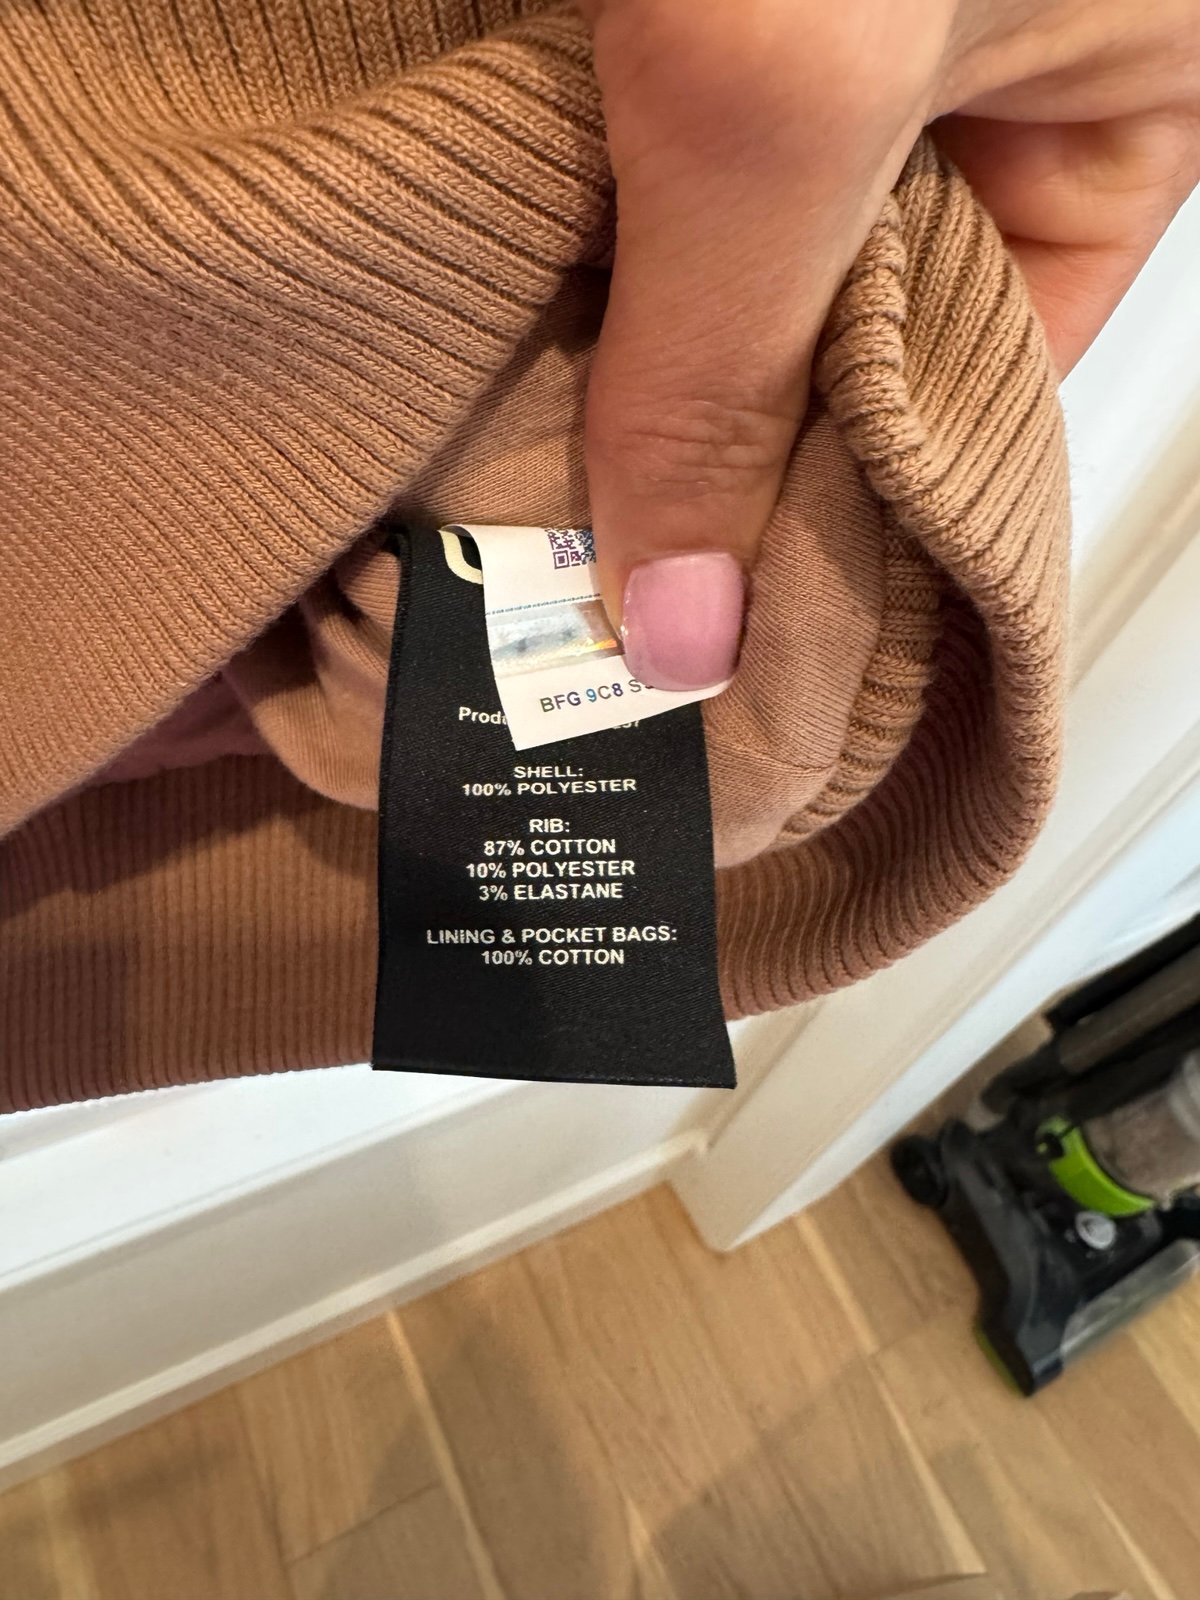 BFG 9C8
SHELL:
100% POLYESTER
RIB:
87% COTTON
10% POLYESTER
3% ELASTANE
LINING & POCKET BAGS:
100% COTTON